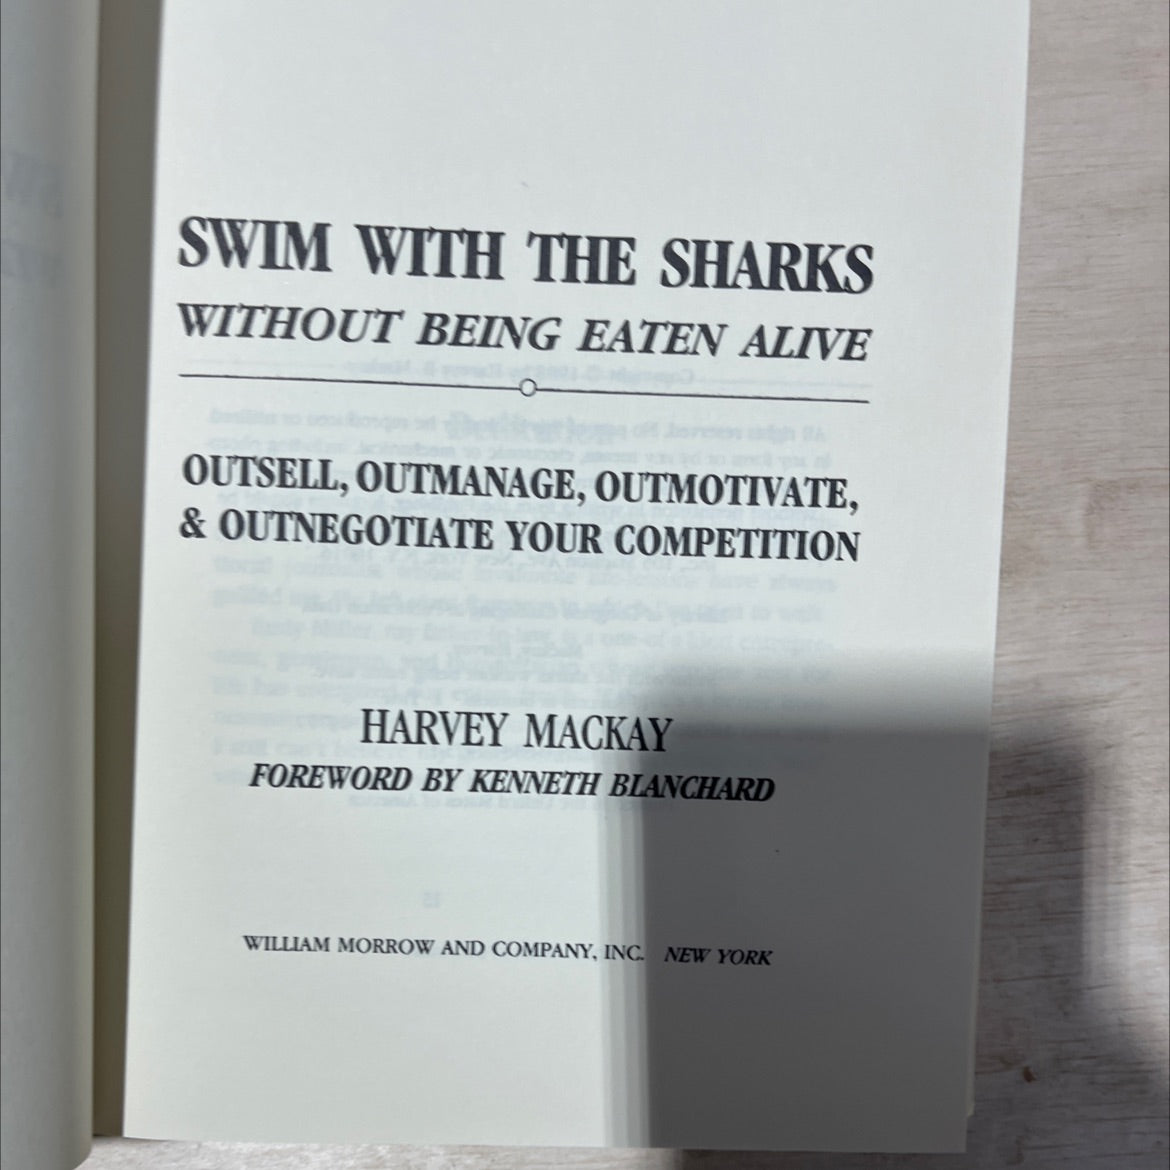 SWIM WITH THE SHARKS
WITHOUT BEING EATEN ALIVE
OUTSELL, OUTMANAGE, OUTMOTIVATE,
& OUTNEGOTIATE YOUR COMPETITION
HARVEY MACKAY
FOREWORD BY KENNETH BLANCHARD
WILLIAM MORROW AND COMPANY, INC. NEW YORK